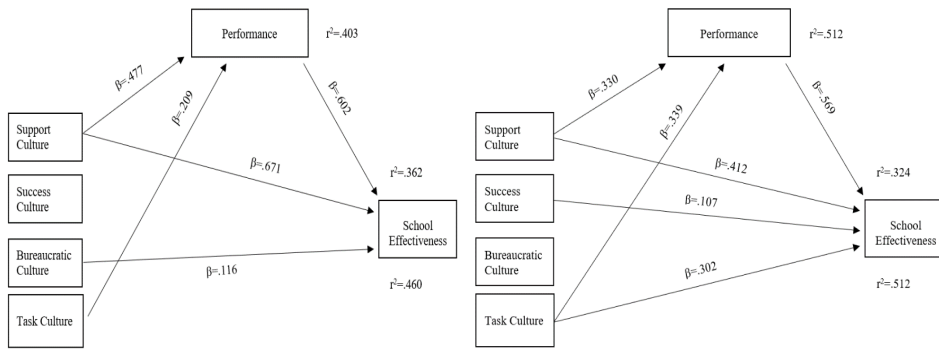 Performance
r²=.403
β=.477
β=.209
β=.602
Support
Culture
β=.671
r²=.362
Success
Culture
School
Effectiveness
Bureaucratic
Culture
β=.116
r²=.460
Task Culture
Performance
r²=.512
β=.330
β=.339
β=.569
Support
Culture
β=.412
r²=.324
Success
Culture
β=.107
School
Effectiveness
Bureaucratic
Culture
β=.302
r²=.512
Task Culture